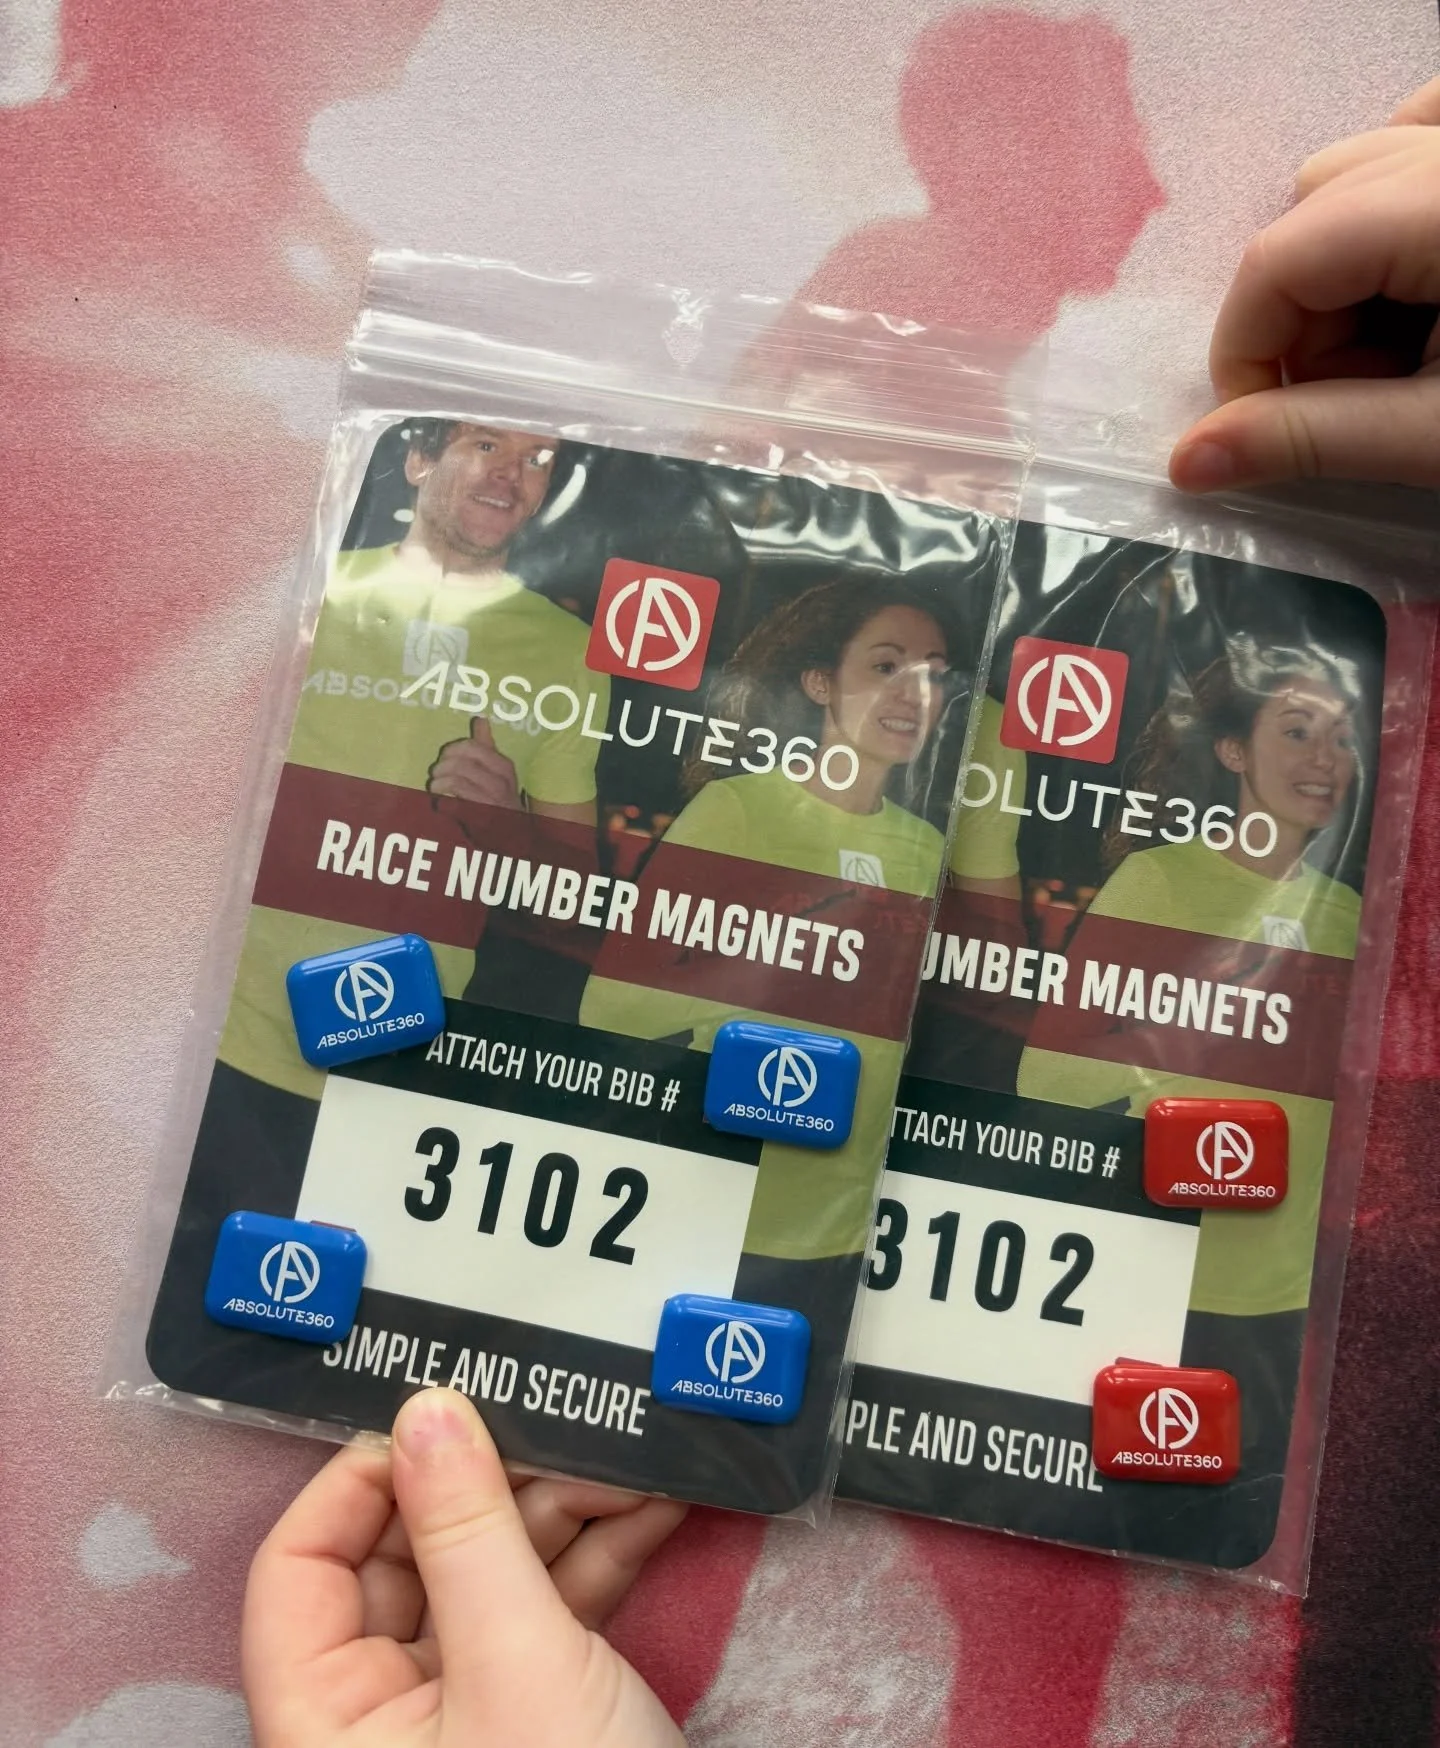 ABSOLUTE360
ABSOLUTE360
RACE NUMBER MAGNETS
ABSOLUTE360
ABSOLUTE360
ATTACH YOUR BIB #
3102
ABSOLUTE360
ABSOLUTE360
SIMPLE AND SECURE
OLUTE360
UMBER MAGNETS
TTACH YOUR BIB #
ABSOLUTE360
3102
ABSOLUTE360
PLE AND SECURE